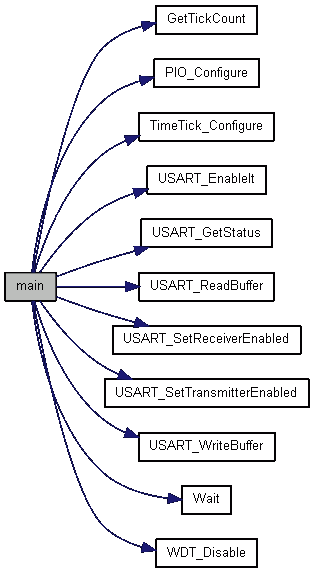 GetTickCount
PIO_Configure
TimeTick_Configure
USART_EnableIt
USART_GetStatus
main
USART_ReadBuffer
USART_SetReceiverEnabled
USART_SetTransmitterEnabled
USART_WriteBuffer
Wait
WDT_Disable